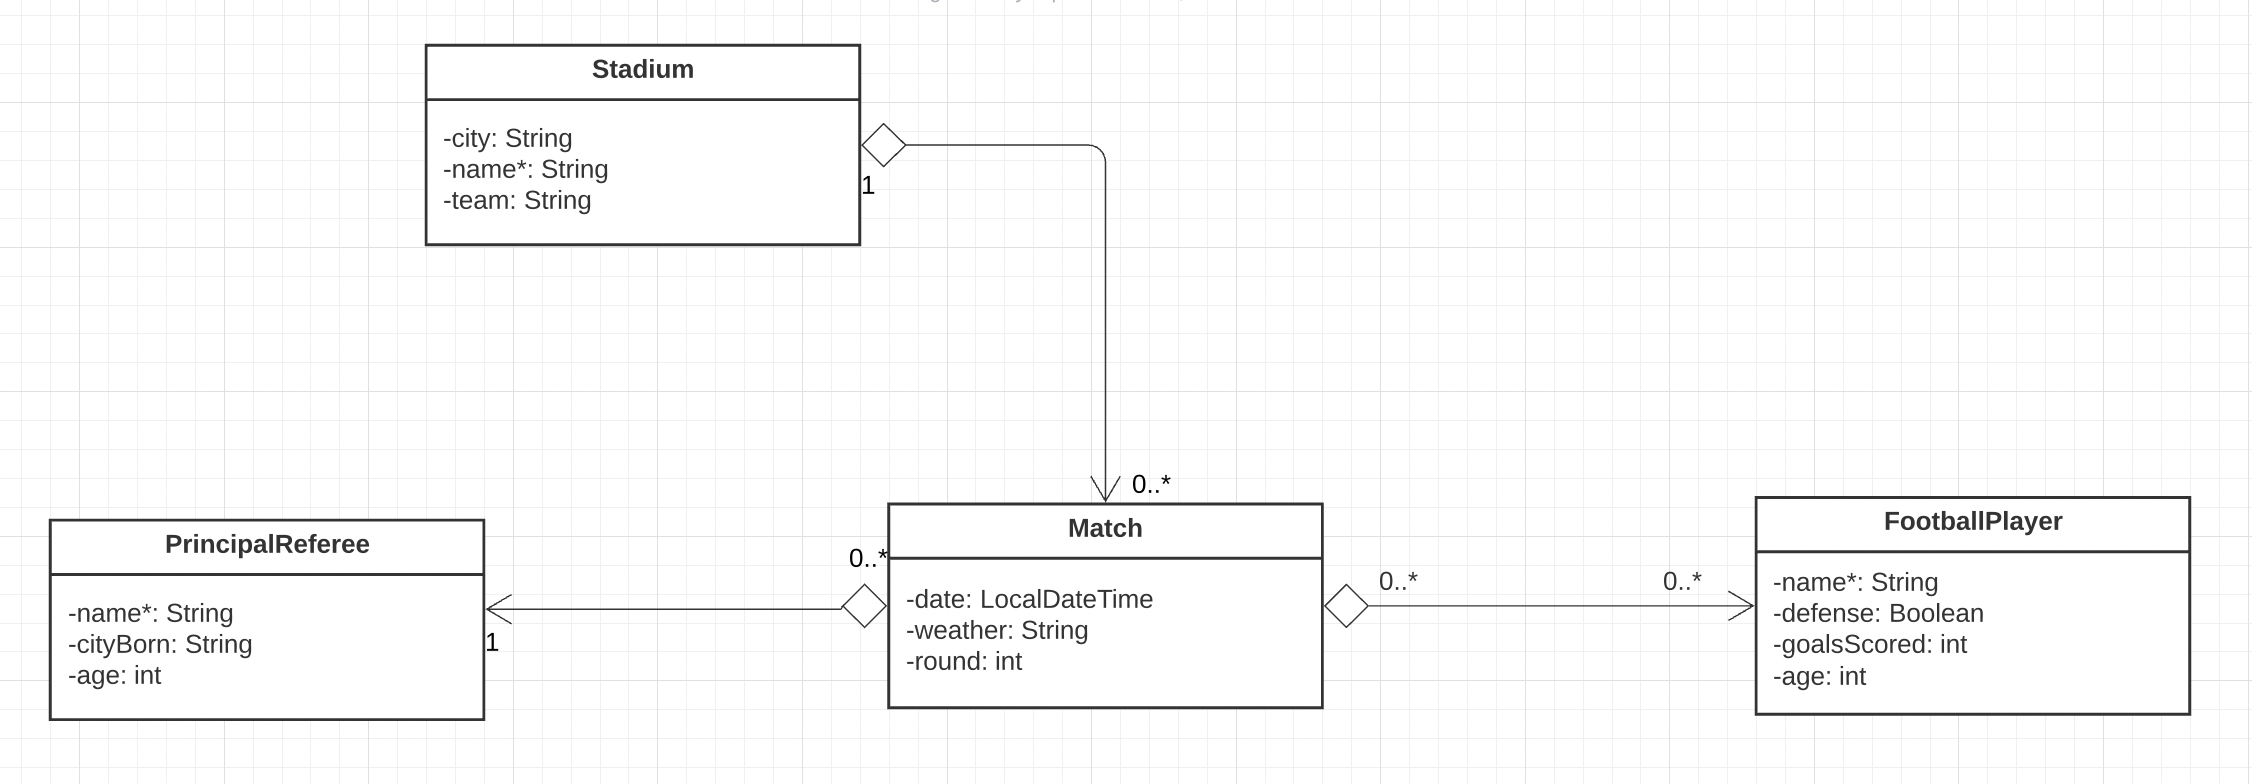 Stadium
-city: String
-name*: String
-team: String
1
0..*
PrincipalReferee
-name*: String
-cityBorn: String
-age: int
1
0..*
Match
-date: LocalDateTime
-weather: String
-round: int
0..*
0..*
FootballPlayer
-name*: String
-defense: Boolean
-goalsScored: int
-age: int